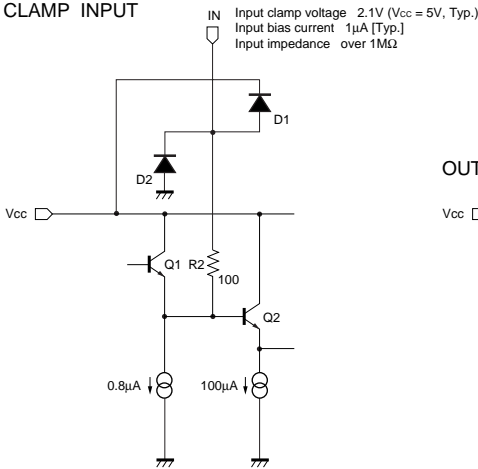 CLAMP INPUT
IN
Input clamp voltage 2.1V (Vcc = 5V, Typ.)
Input bias current 1µA [Typ.]
Input impedance over 1MΩ
D1
D2
OUT
Vcc
Vcc
Q1
R2
100
Q2
0.8µA
100µA